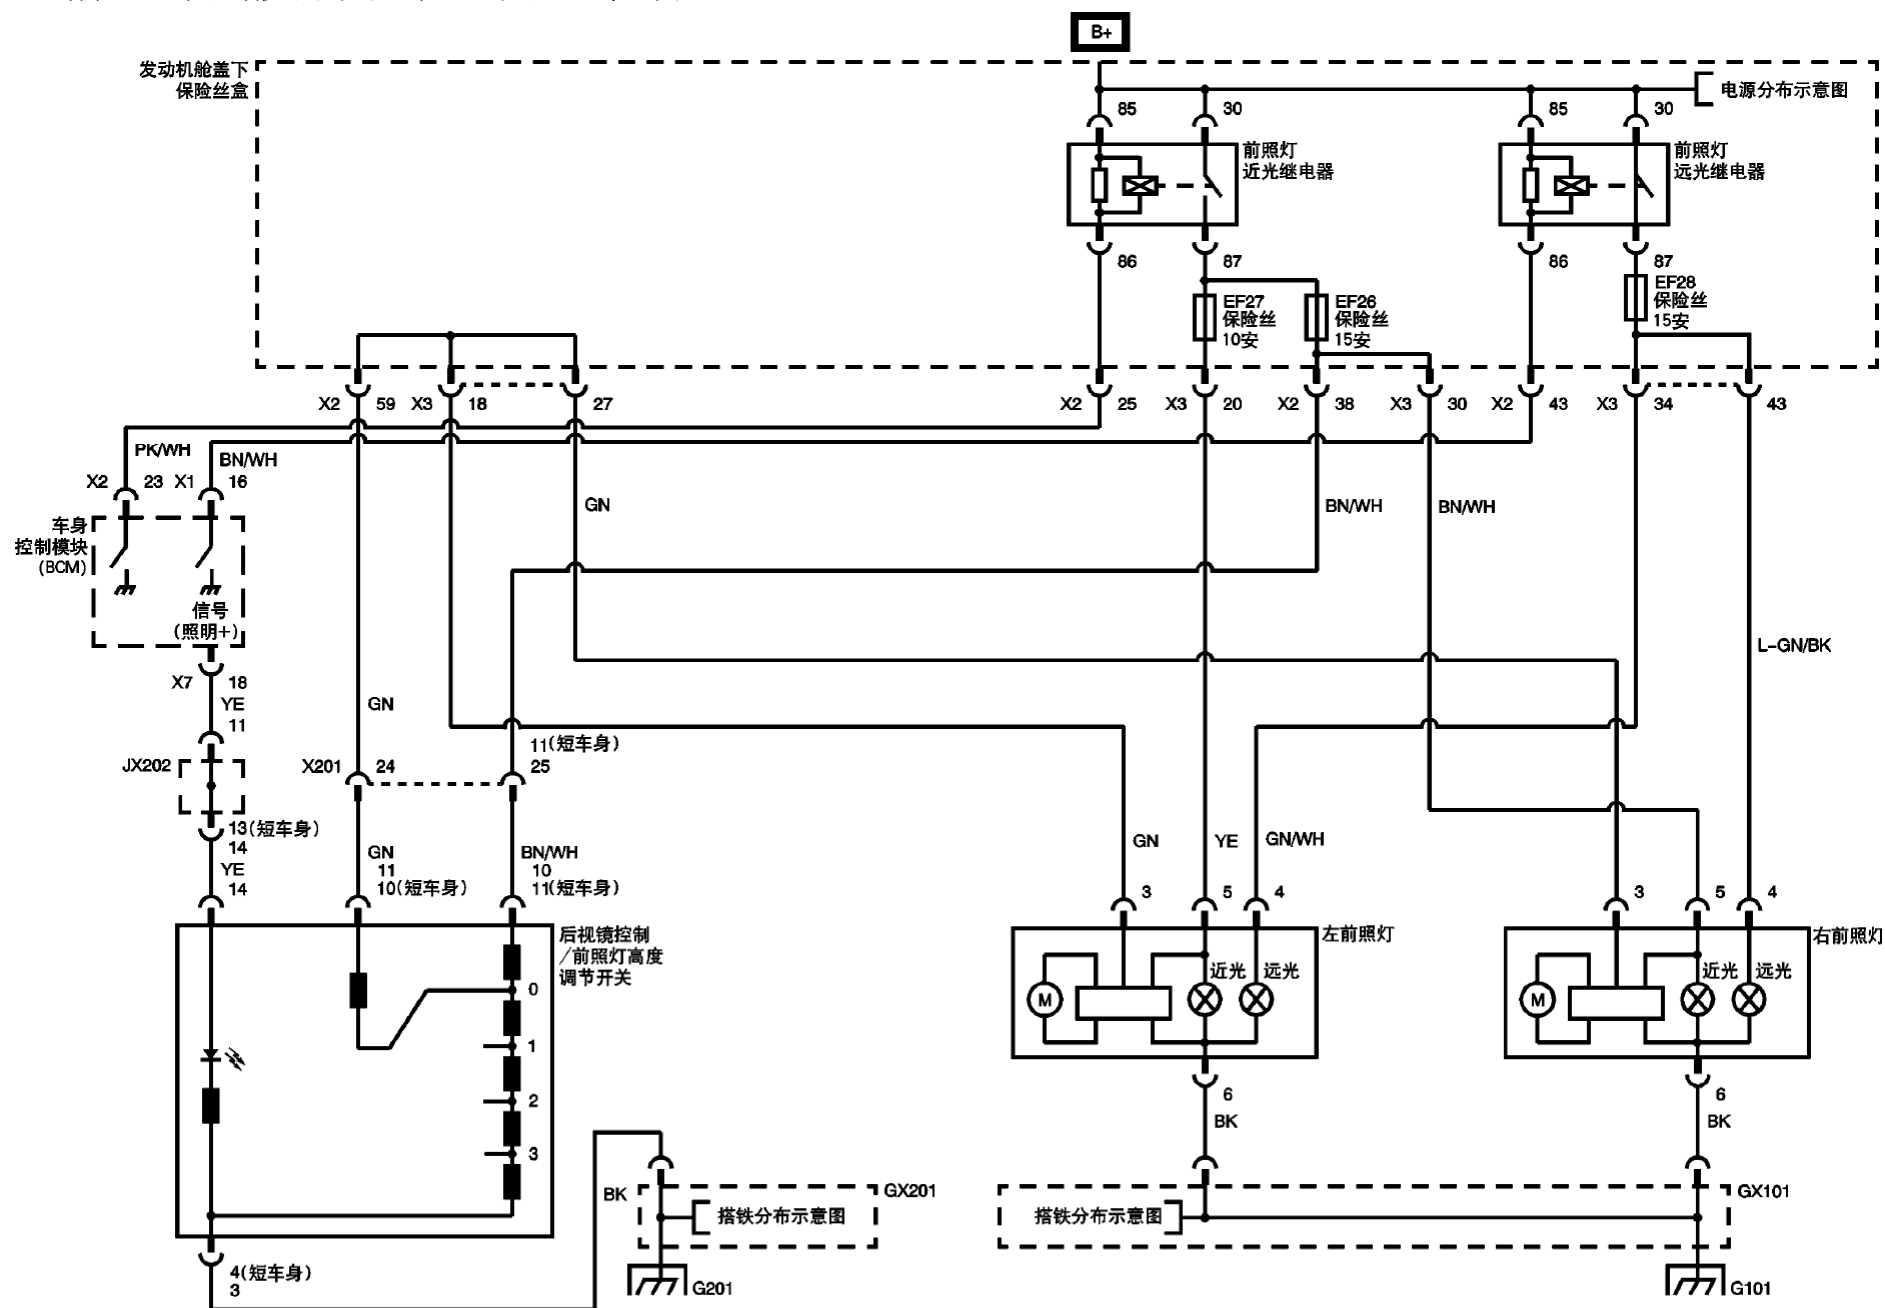 B+
发动机舱盖下
保险丝盒
电源分布示意图
85
30
85
30
前照灯
近光继电器
前照灯
远光继电器
86
87
86
87
EF27
保险丝
10安
EF26
保险丝
15安
EF28
保险丝
15安
X2
59
X3
18
27
X2
25
X3
20
X2
38
X3
30
X2
43
X3
34
43
PK/WH
BN/WH
X2
23
X1
16
GN
BN/WH
BN/WH
车身
控制模块
(BCM)
信号
(照明+)
L-GN/BK
X7
18
YE
11
GN
JX202
X201
24
11(短车身)
25
13(短车身)
14
YE
14
GN
11
10(短车身)
BN/WH
10
11(短车身)
GN
YE
GN/WH
3
5
4
3
5
4
后视镜控制
/前照灯高度
调节开关
左前照灯
右前照灯
近光
远光
近光
远光
M
M
0
1
2
3
6
BK
6
BK
BK
GX201
搭铁分布示意图
搭铁分布示意图
GX101
4(短车身)
3
G201
G101